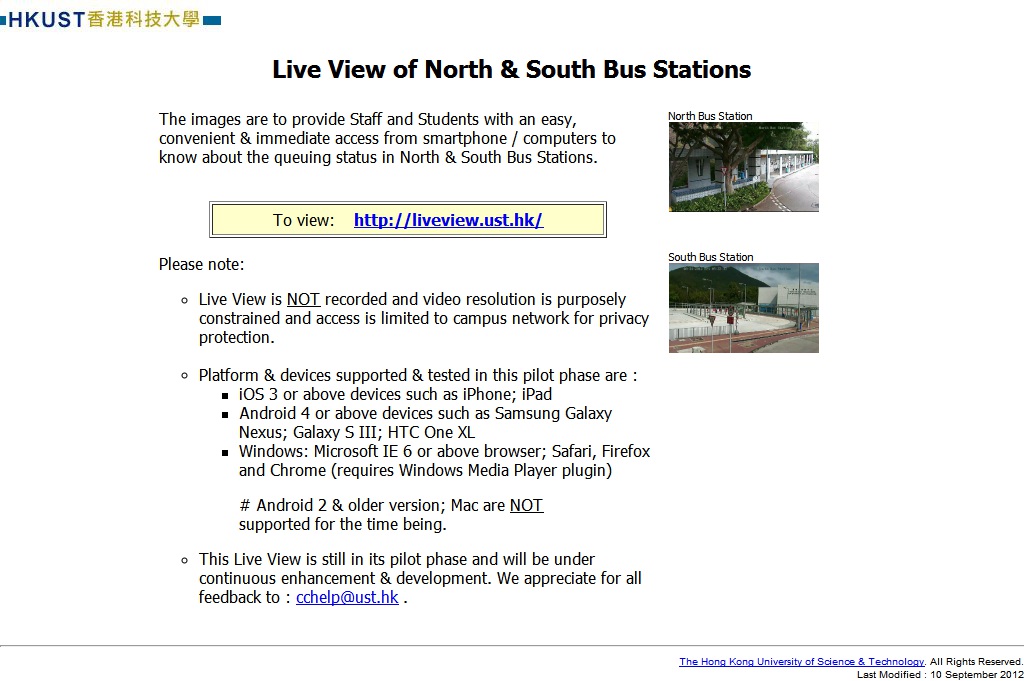 HKUST香港科技大學
Live View of North & South Bus Stations
The images are to provide Staff and Students with an easy,
convenient & immediate access from smartphone / computers to
know about the queuing status in North & South Bus Stations.
North Bus Station
To view: http://liveview.ust.hk/
South Bus Station
Please note:
Live View is NOT recorded and video resolution is purposely
constrained and access is limited to campus network for privacy
protection.
Platform & devices supported & tested in this pilot phase are :
iOS 3 or above devices such as iPhone; iPad
Android 4 or above devices such as Samsung Galaxy
Nexus; Galaxy S III; HTC One XL
Windows: Microsoft IE 6 or above browser; Safari, Firefox
and Chrome (requires Windows Media Player plugin)
# Android 2 & older version; Mac are NOT
supported for the time being.
This Live View is still in its pilot phase and will be under
continuous enhancement & development. We appreciate for all
feedback to : cchelp@ust.hk .
The Hong Kong University of Science & Technology. All Rights Reserved.
Last Modified : 10 September 2012